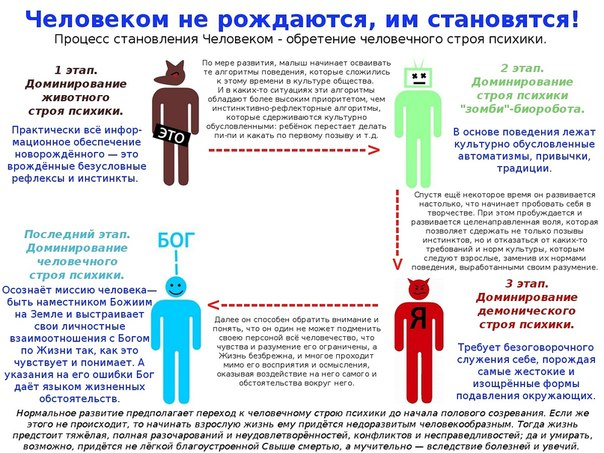 Человеком не рождаются, им становятся!
Процесс становления Человеком - обретение человечного строя психики.
1 этап.
Доминирование
животного
строя психики.
Практически всё инфор-
мационное обеспечение
новорождённого — это
врождённые безусловные
рефлексы и инстинкты.
ЭТО
По мере развития, малыш начинает осваивать
те алгоритмы поведения, которые сложились
к этому времени в культуре общества.
И в каких-то ситуациях эти алгоритмы
обладают более высоким приоритетом, чем
инстинктивно-рефлекторные алгоритмы,
которые сдерживаются культурно
обусловленными: ребёнок перестает делать
пи-пи и какать по первому позыву и т.д.
2 этап.
Доминирование
строя психики
"зомби"-биоробота.
В основе поведения лежат
культурно обусловленные
автоматизмы, привычки,
традиции.
Спустя ещё некоторое время он развивается
настолько, что начинает пробовать себя в
творчестве. При этом пробуждается и
развивается целенаправленная воля, которая
позволяет сдержать не только позывы
инстинктов, но и отказаться от каких-то
требований и норм культуры, которым
следуют взрослые, заменив их нормами
поведения, выработанными своим разумение.
3 этап.
Доминирование
демонического
строя психики.
Требует безоговорочного
служения себе, порождая
самые жестокие и
изощрённые формы
подавления окружающих.
Я
Далее он способен обратить внимание и
понять, что он один не может подменить
своею персоной всё человечество, что
чувства и разумение его ограничены, а
Жизнь безбрежна, и многое проходит
мимо его восприятия и осмысления,
оказывая воздействие на него самого и
обстоятельства вокруг него.
БОГ
Последний этап.
Доминирование
человечного
строя психики.
Осознаёт миссию человека—
быть наместником Божиим
на Земле и выстраивает
свои личностные
взаимоотношения с Богом
по Жизни так, как это
чувствует и понимает. А
указания на его ошибки Бог
даёт языком жизненных
обстоятельств.
Нормальное развитие предполагает переход к человечному строю психики до начала полового созревания. Если же
этого не происходит, то начинать взрослую жизнь ему придётся недоразвитым человекообразным. Тогда жизнь
предстоит тяжёлая, полная разочарований и неудовлетворённостей, конфликтов и несправедливостей; да и умирать,
возможно, придётся не лёгкой благоустроенной Свыше смертью, а мучительно — вследствие болезней и увечий.